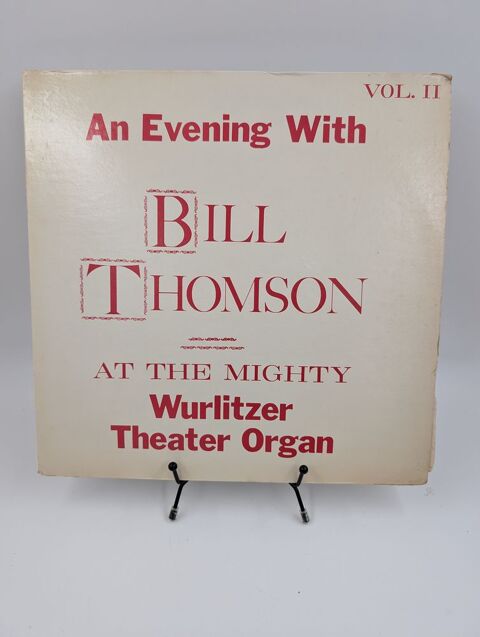 VOL. II
An Evening With
BILL
THOMSON
AT THE MIGHTY
Wurlitzer
Theater Organ